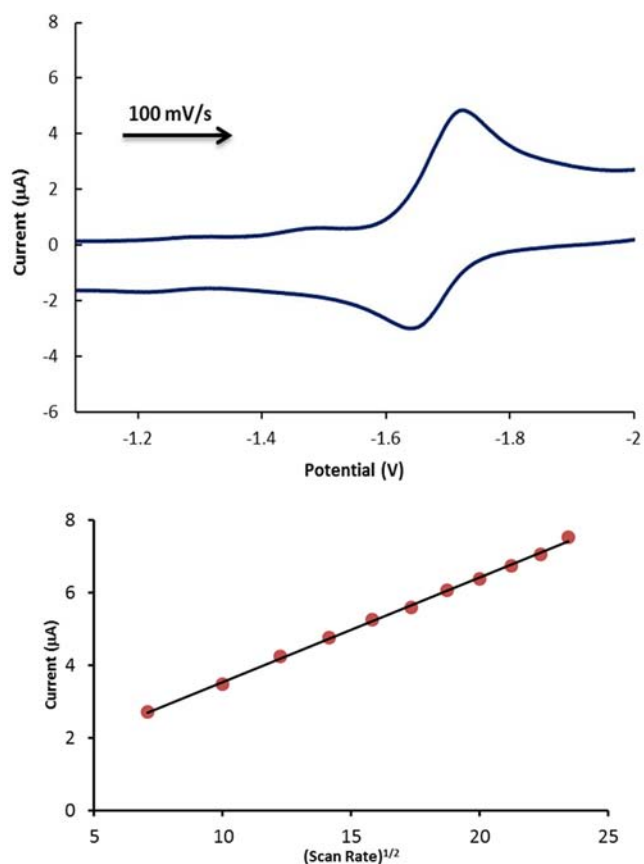 8
6
100 mV/s
4
2
0
-2
-4
-6
Current (µA)
-1.2 -1.4 -1.6 -1.8 -2
Potential (V)
8
6
4
2
0
Current (µA)
5 10 15 20 25
(Scan Rate)1/2